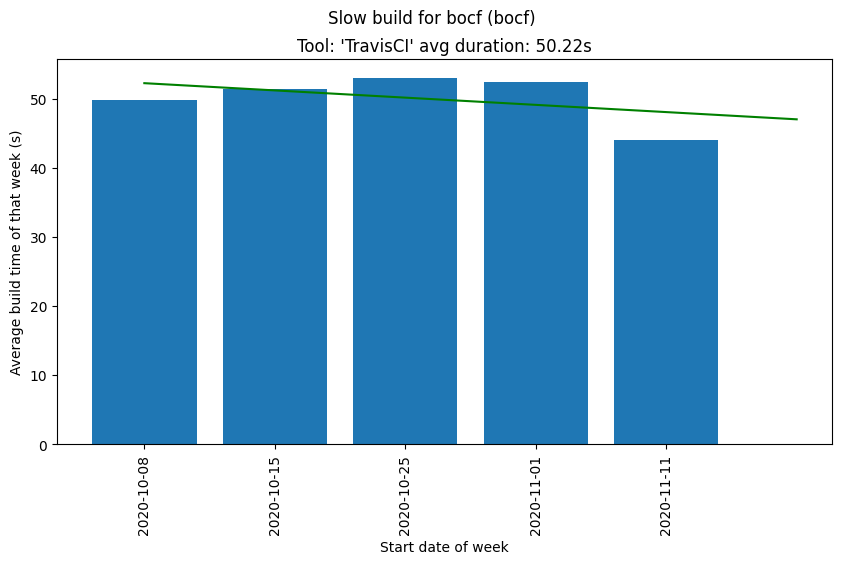 Slow build for bocf (bocf)
Tool: 'TravisCI' avg duration: 50.22s
Average build time of that week (s)
50
40
30
20
10
0
2020-10-08
2020-10-15
2020-10-25
2020-11-01
2020-11-11
Start date of week